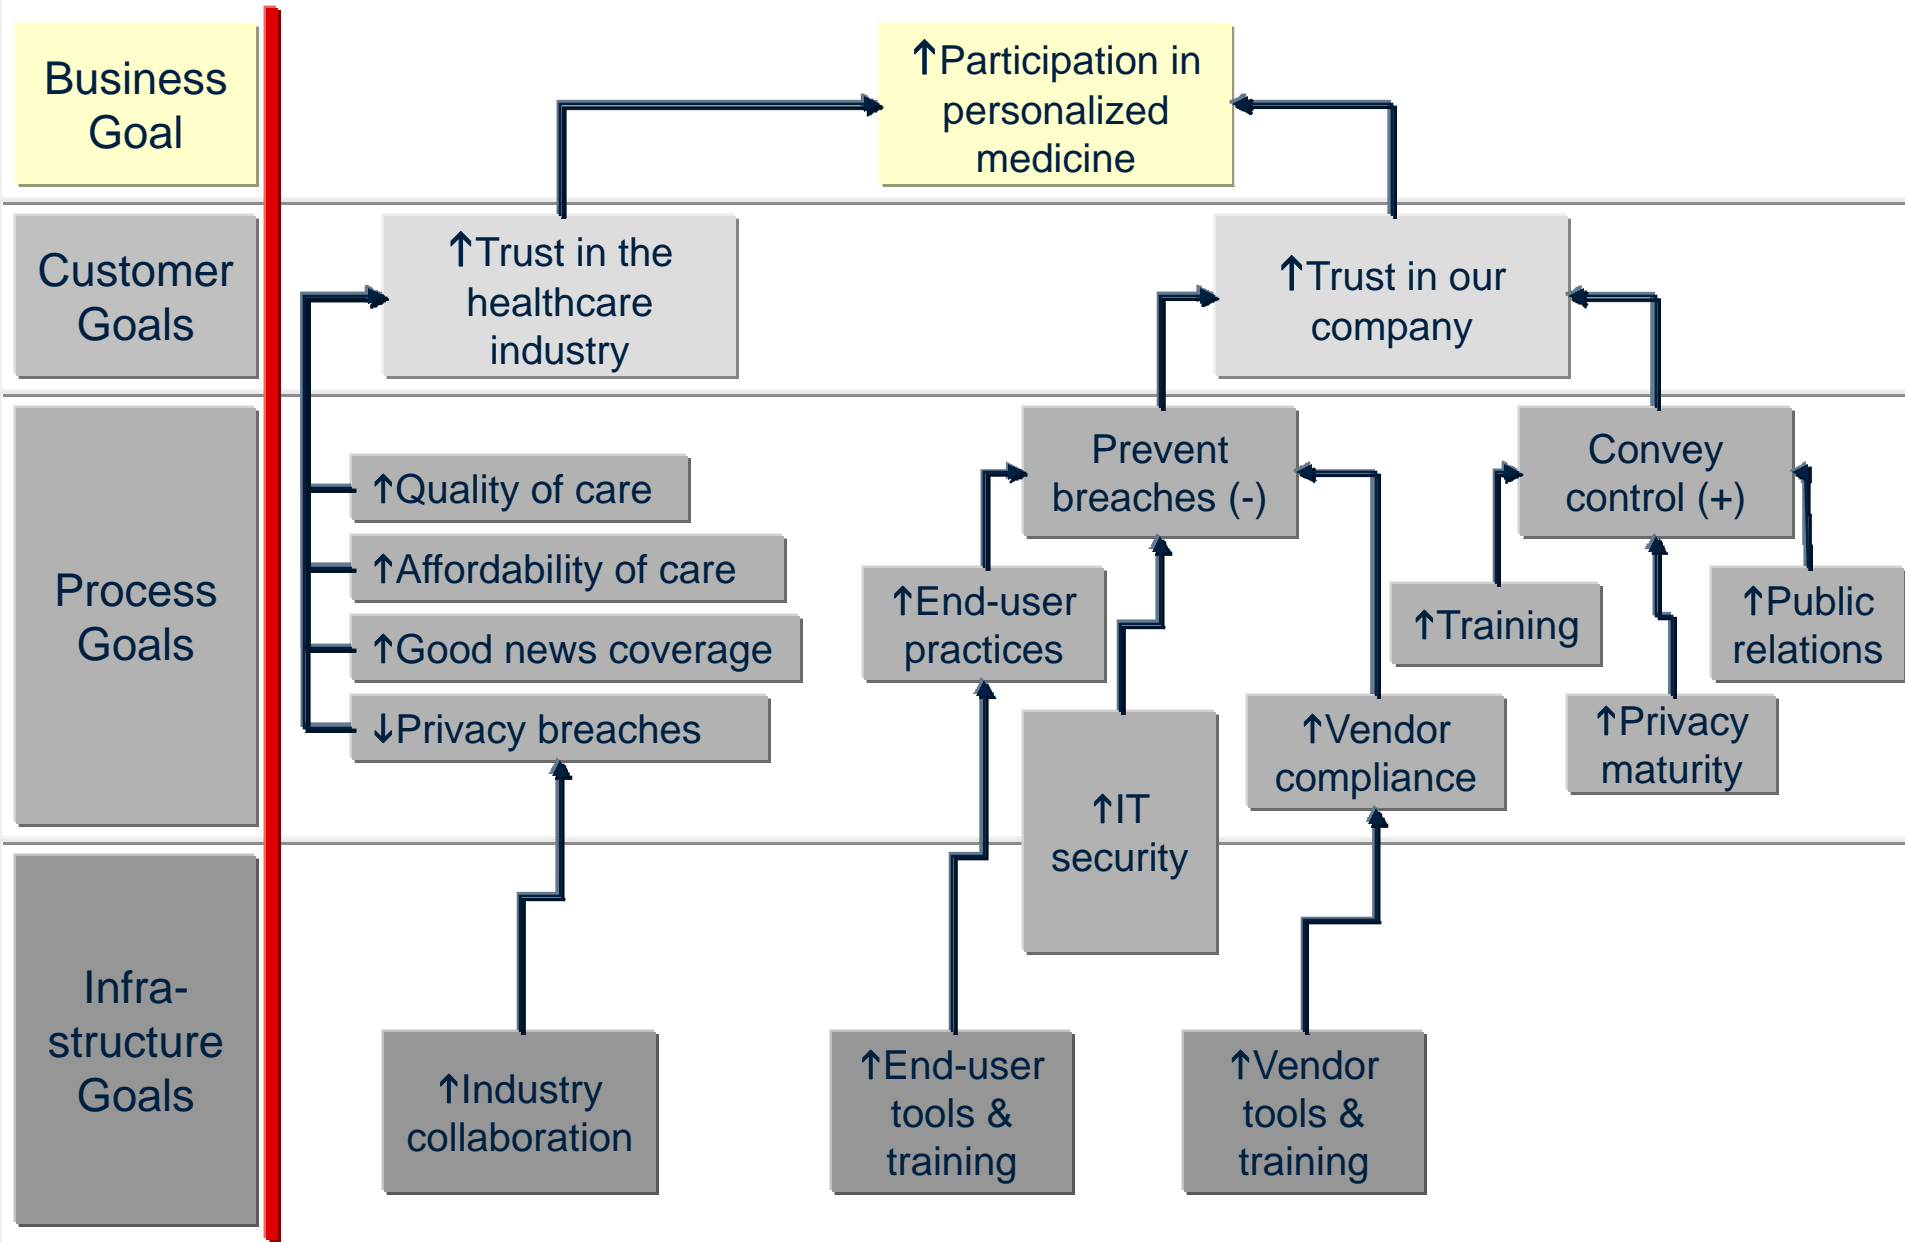 Business
Goal
↑Participation in
personalized
medicine
Customer
Goals
↑Trust in the
healthcare
industry
↑Trust in our
company
Process
Goals
↑Quality of care
↑Affordability of care
↑Good news coverage
↓Privacy breaches
Prevent
breaches (-)
Convey
control (+)
↑End-user
practices
↑IT
security
↑Vendor
compliance
↑Training
↑Privacy
maturity
↑Public
relations
Infra-
structure
Goals
↑Industry
collaboration
↑End-user
tools &
training
↑Vendor
tools &
training